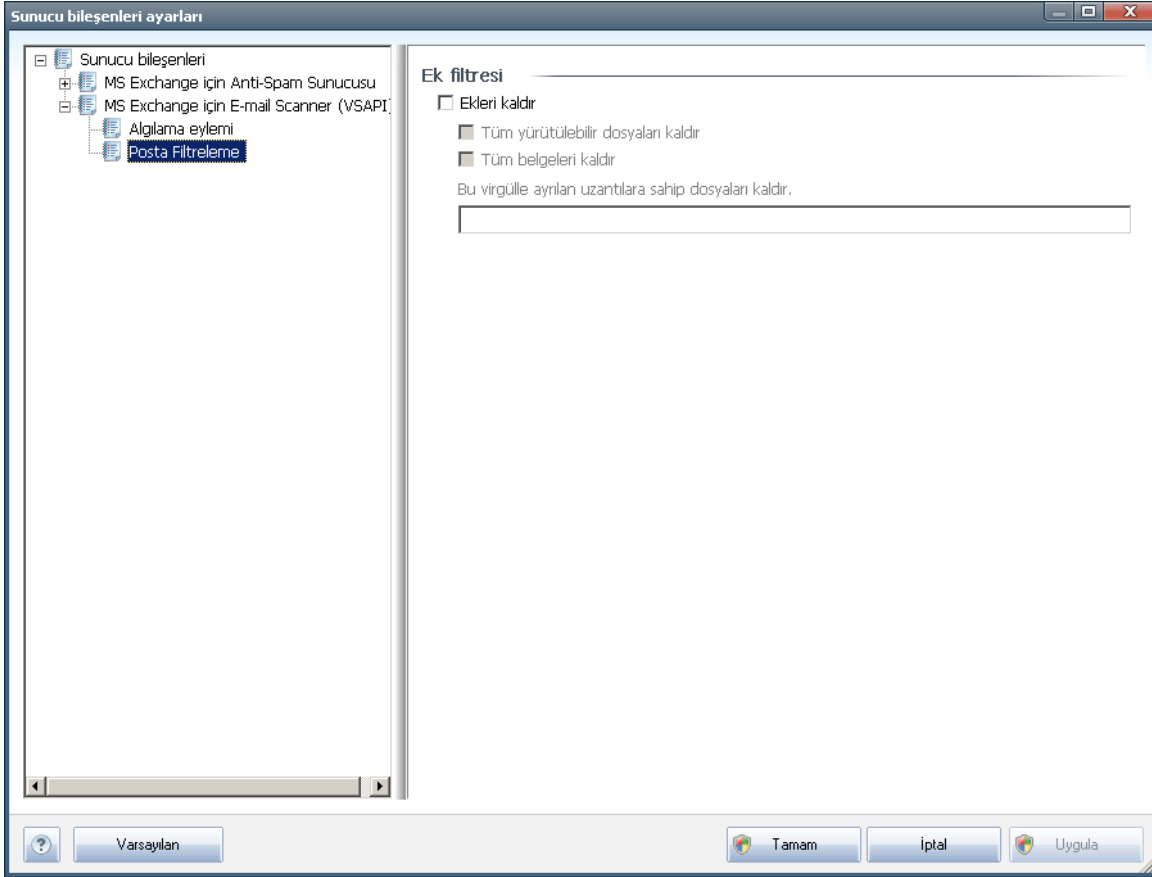 Sunucu bileşenleri ayarları
Sunucu bileşenleri
MS Exchange için Anti-Spam Sunucusu
MS Exchange için E-mail Scanner (VSAPI)
Algılama eylemi
Posta Filtreleme
Ek filtresi
Ekleri kaldır
Tüm yürütülebilir dosyaları kaldır
Tüm belgeleri kaldır
Bu virgülle ayrılan uzantılara sahip dosyaları kaldır.
?
Varsayılan
Tamam
İptal
Uygula